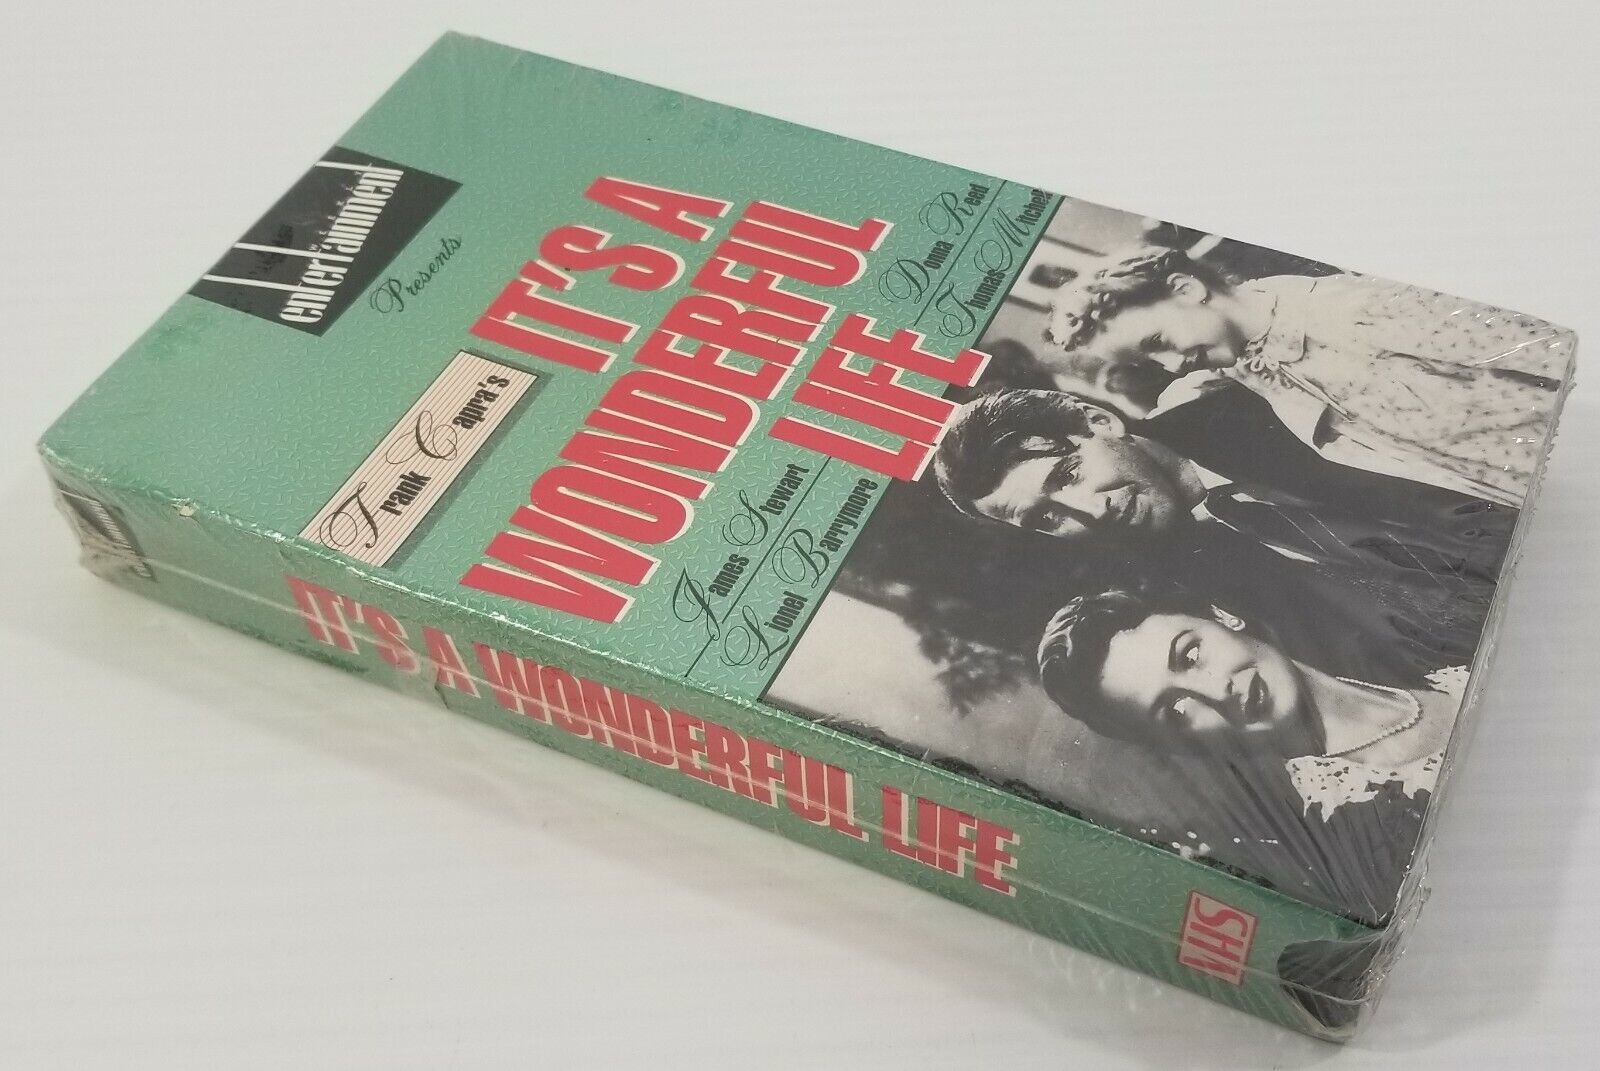 entertainment
Presents
Frank Capra's
IT'S A
WONDERFUL
LIFE
James Stewart
Donna Reed
Lionel Barrymore
Thomas Mitchell
IT'S A WONDERFUL LIFE
VHS